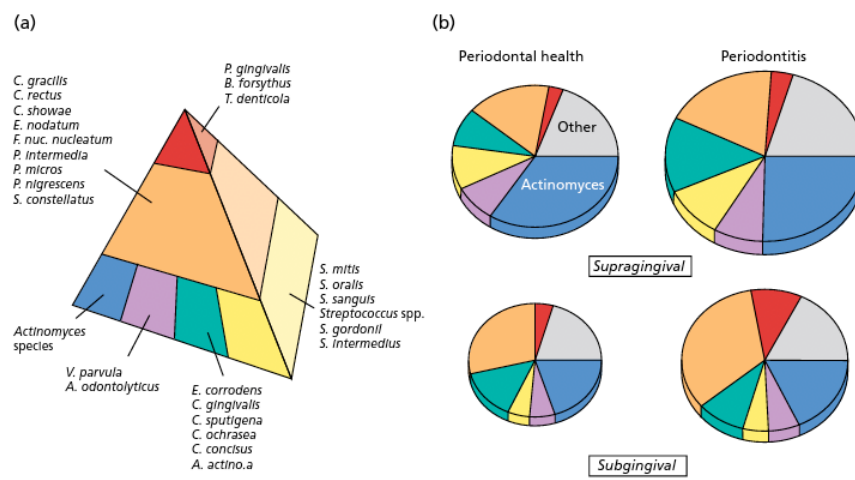 (a)
C. gracilis
C. rectus
C. showae
E. nodatum
F. nuc. nucleatum
P. intermedia
P. micros
P. nigrescens
S. constellatus
P. gingivalis
B. forsythus
T. denticola
S. mitis
S. oralis
S. sanguis
Streptococcus spp.
S. gordonil
S. intermedius
Actinomyces
species
V. parvula
A. odontolyticus
E. corrodens
C. gingivalis
C. sputigena
C. ochrasea
C. concisus
A. actino.a
(b)
Periodontal health
Periodontitis
Other
Actinomyces
Supragingival
Subgingival